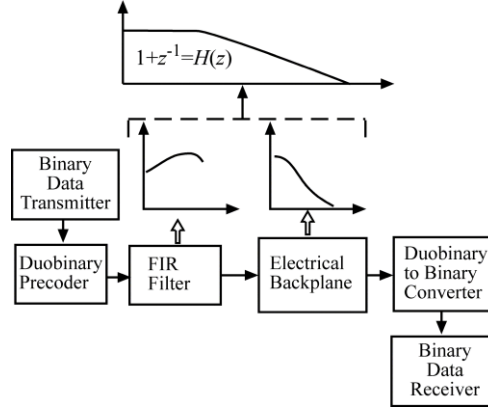 1+z⁻¹=H(z)
Binary
Data
Transmitter
Duobinary
Precoder
FIR
Filter
Electrical
Backplane
Duobinary
to Binary
Converter
Binary
Data
Receiver